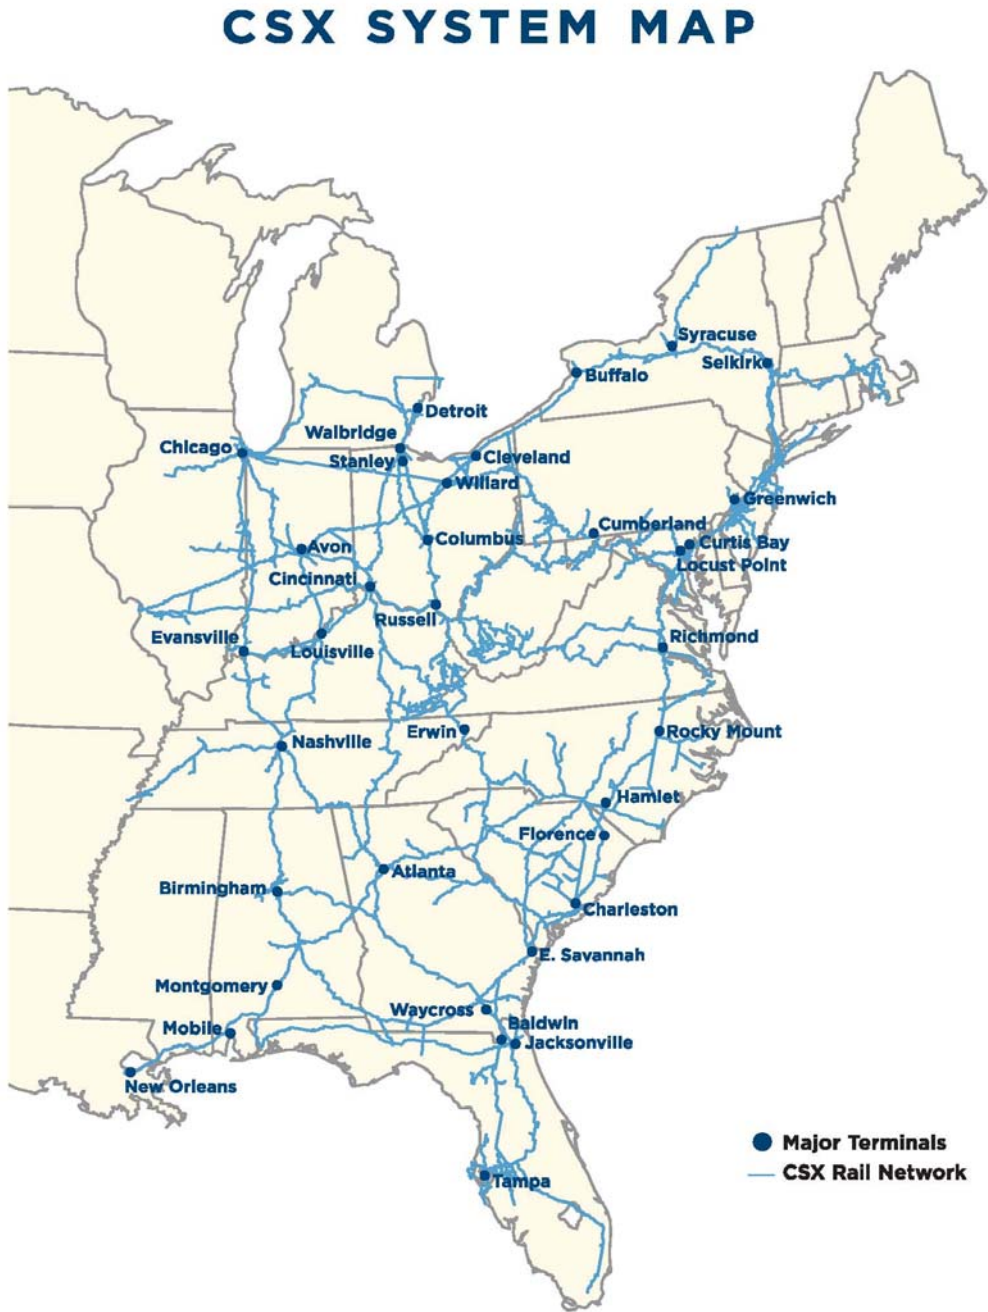 CSX SYSTEM MAP
Syracuse
Selkirk
Buffalo
Detroit
Walbridge
Chicago
Stanley
Cleveland
Willard
Greenwich
Cumberland
Columbus
Curtis Bay
Avon
Locust Point
Cincinnati
Russell
Evansville
Richmond
Louisville
Erwin
Rocky Mount
Nashville
Hamlet
Florence
Atlanta
Birmingham
Charleston
E. Savannah
Montgomery
Waycross
Baldwin
Mobile
Jacksonville
New Orleans
Major Terminals
CSX Rail Network
Tampa